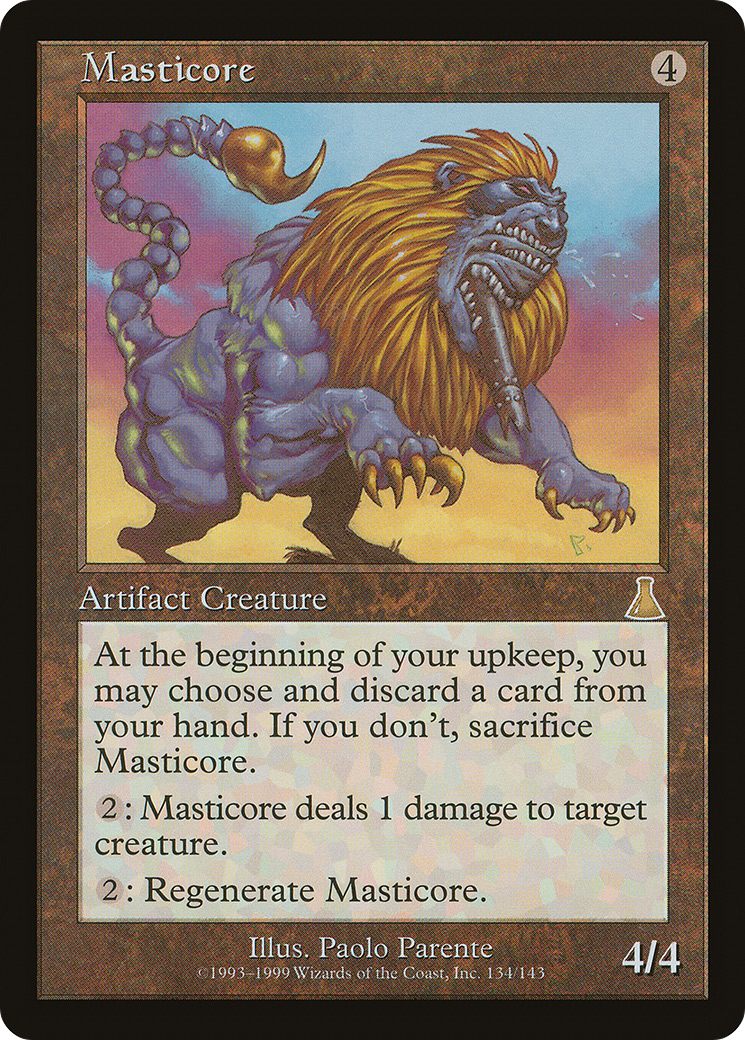 Masticore 4
Artifact Creature
At the beginning of your upkeep, you
may choose and discard a card from
your hand. If you don't, sacrifice
Masticore.
2: Masticore deals 1 damage to target
creature.
2: Regenerate Masticore.
Illus. Paolo Parente
©1993–1999 Wizards of the Coast, Inc. 134/143
4/4